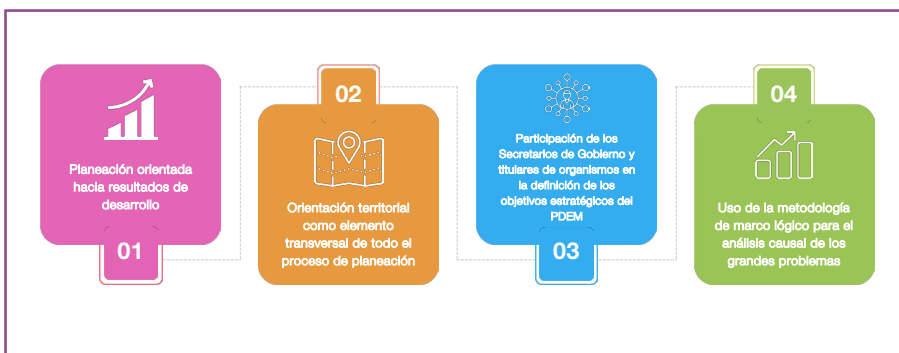 Planeación orientada
hacia resultados de
desarrollo
01
02
Orientación territorial
como elemento
transversal de todo el
proceso de planeación
Participación de los
Secretarios de Gobierno y
titulares de organismos en
la definición de los
objetivos estratégicos del
PDEM
03
04
Uso de la metodología
de marco lógico para el
análisis causal de los
grandes problemas